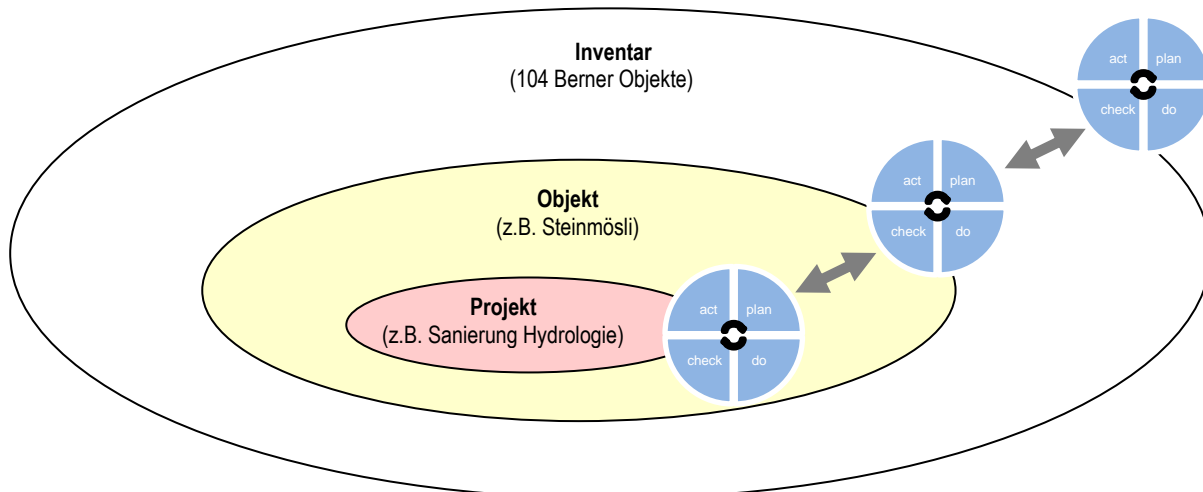 Inventar
(104 Berner Objekte)
act plan
check do
Objekt
(z.B. Steinmösli)
act plan
check do
Projekt
(z.B. Sanierung Hydrologie)
act plan
check do